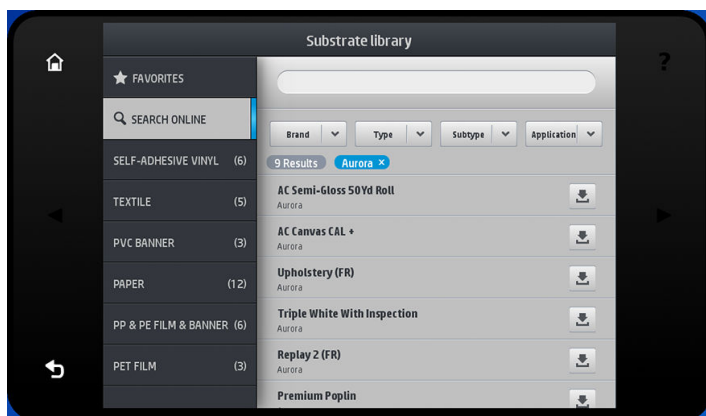 Substrate library
?
FAVORITES
SEARCH ONLINE
SELF-ADHESIVE VINYL (6)
TEXTILE (5)
PVC BANNER (3)
PAPER (12)
PP & PE FILM & BANNER (6)
PET FILM (3)
Brand Type Subtype Application
9 Results Aurora ×
AC Semi-Gloss 50Yd Roll
Aurora
AC Canvas CAL +
Aurora
Upholstery (FR)
Aurora
Triple White With Inspection
Aurora
Replay 2 (FR)
Aurora
Premium Poplin